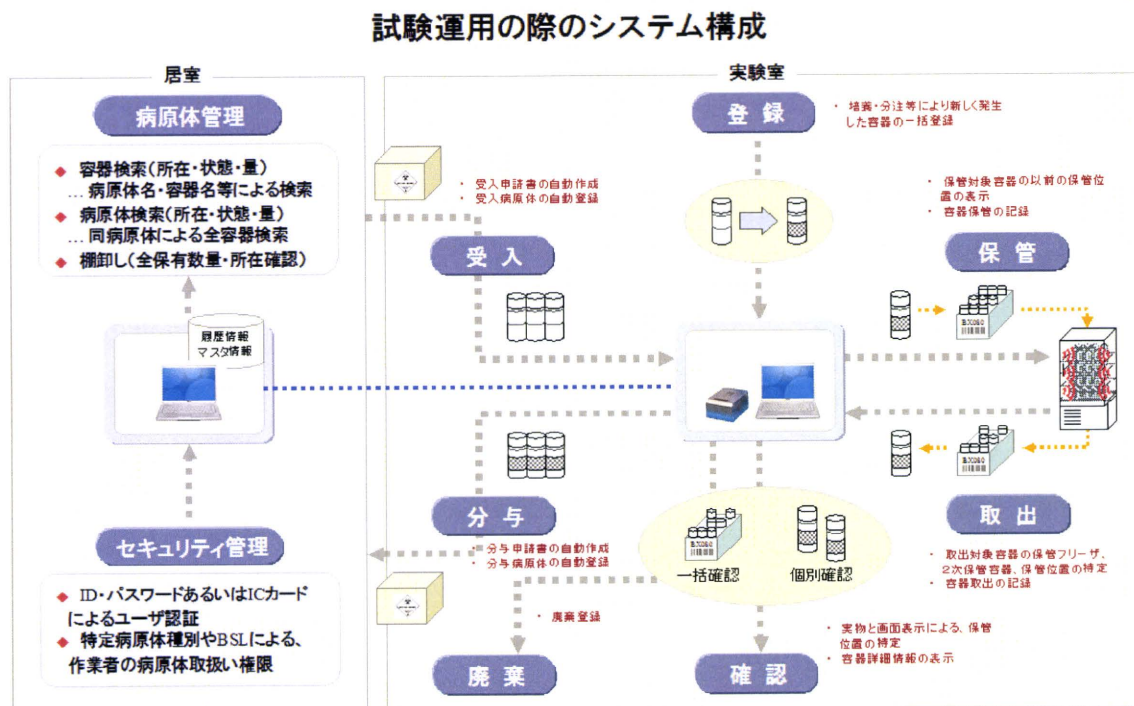 試験運用の際のシステム構成
居室
病原体管理
◆ 容器検索(所在・状態・量)
… 病原体名・容器名等による検索
◆ 病原体検索(所在・状態・量)
… 同病原体による全容器検索
◆ 棚卸し(全保有数量・所在確認)
履歴情報
マスタ情報
セキュリティ管理
◆ ID・パスワードあるいはICカード
によるユーザ認証
◆ 特定病原体種別やBSLによる、
作業者の病原体取扱い権限
実験室
登録
・ 培養・分注等により新しく発生
した容器の一括登録
・ 受入申請書の自動作成
・ 受入病原体の自動登録
受入
・ 保管対象容器の以前の保管位
置の表示
・ 容器保管の記録
保管
分与
・ 分与申請書の自動作成
・ 分与病原体の自動登録
一括確認
個別確認
取出
・ 取出対象容器の保管フリーザ、
2次保管容器、保管位置の特定
・ 容器取出の記録
・ 廃棄登録
廃棄
確認
・ 実物と画面表示による、保管
位置の特定
・ 容器詳細情報の表示